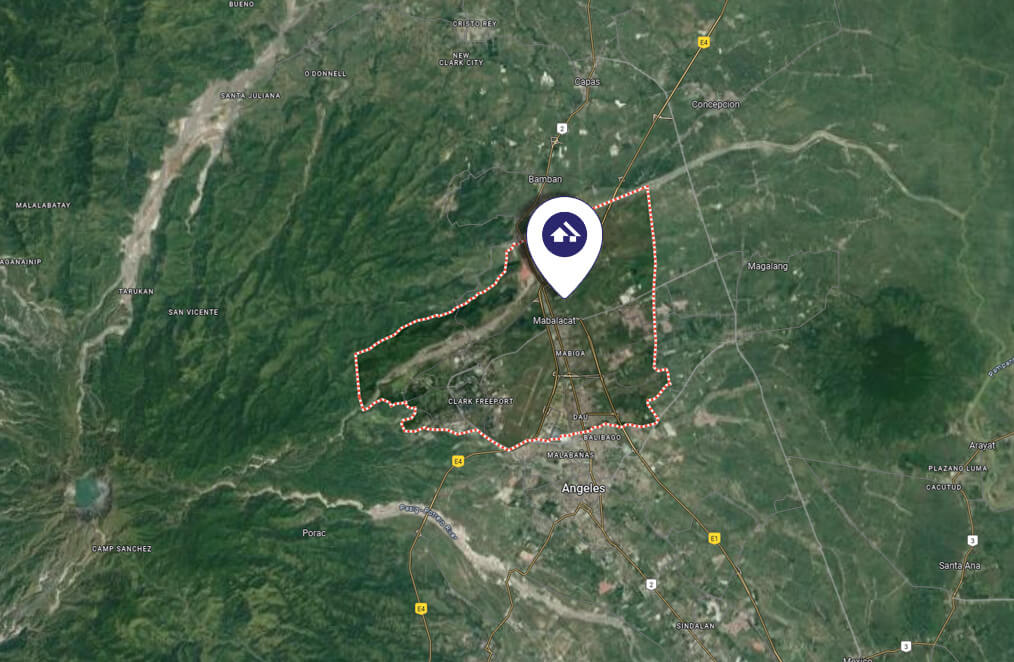 BUENO
CRISTO REY
E4
NEW
CLARK CITY
O'DONNELL
Capas
SANTA JULIANA
Concepcion
2
Bamban
MALALABATAY
AGANAINIP
Magalang
TARUKAN
SAN VICENTE
Mabalacat
MABIGA
CLARK FREEPORT
DAU
BALIBAGO
Arayat
MALABANAS
E4
PLAZANG LUMA
Angeles
CACUTUD
Porac
E1
3
CAMP SANCHEZ
Santa Ana
2
E4
SINDALAN
3
Mexico